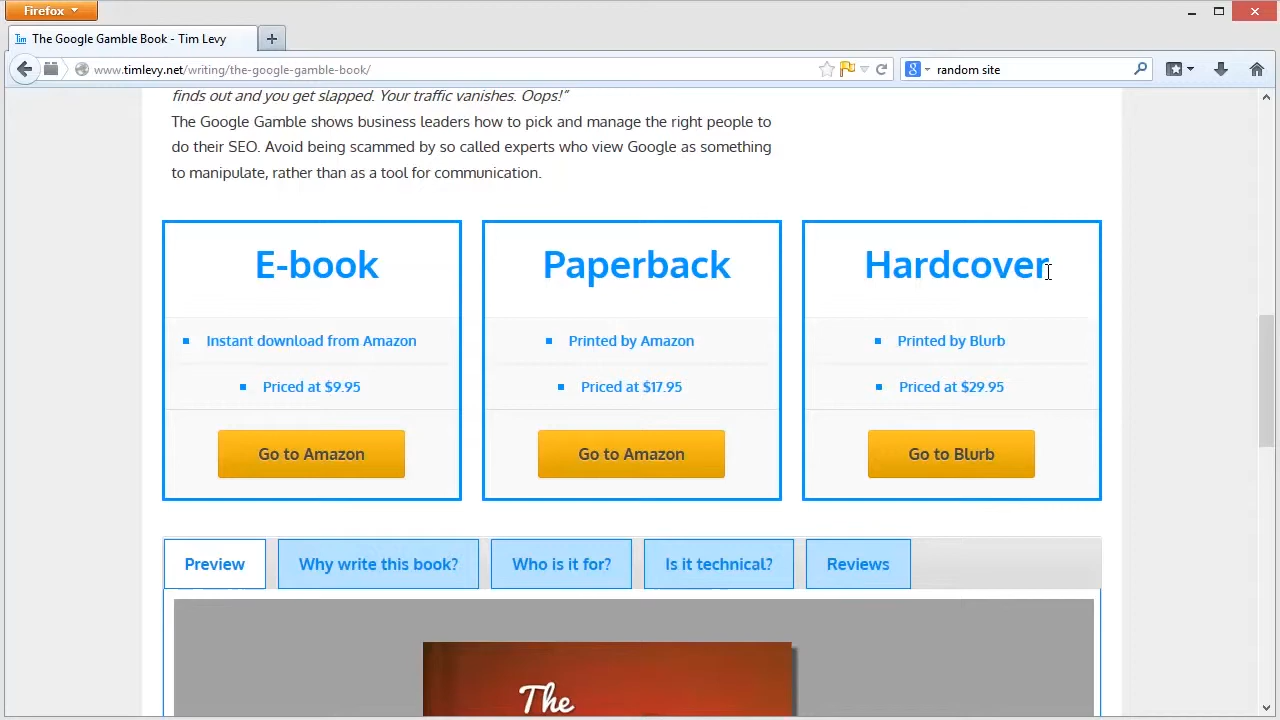 Firefox
The Google Gamble Book - Tim Levy
www.timlevy.net/writing/the-google-gamble-book/
random site
finds out and you get slapped. Your traffic vanishes. Oops!"
The Google Gamble shows business leaders how to pick and manage the right people to
do their SEO. Avoid being scammed by so called experts who view Google as something
to manipulate, rather than as a tool for communication.
E-book
Instant download from Amazon
Priced at $9.95
Go to Amazon
Paperback
Printed by Amazon
Priced at $17.95
Go to Amazon
Hardcover
Printed by Blurb
Priced at $29.95
Go to Blurb
Preview
Why write this book?
Who is it for?
Is it technical?
Reviews
The